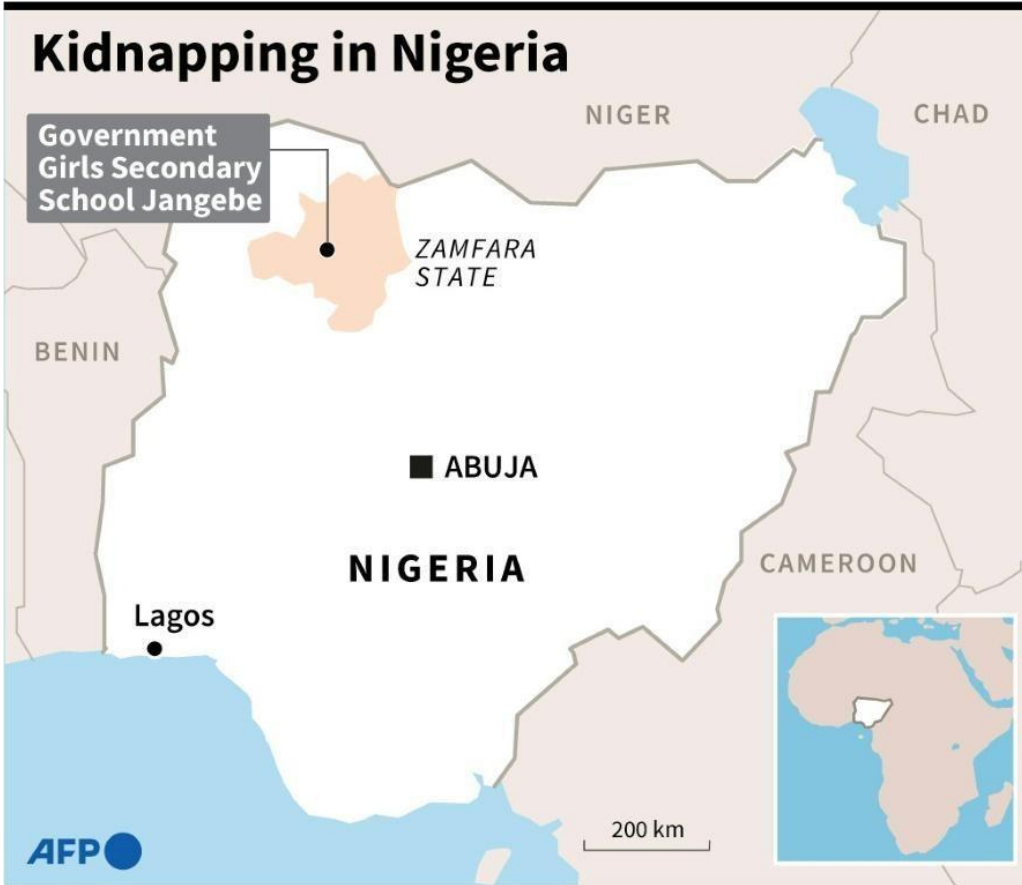 Kidnapping in Nigeria
Government
Girls Secondary
School Jangebe
NIGER
CHAD
ZAMFARA
STATE
BENIN
ABUJA
NIGERIA
CAMEROON
Lagos
200 km
AFP